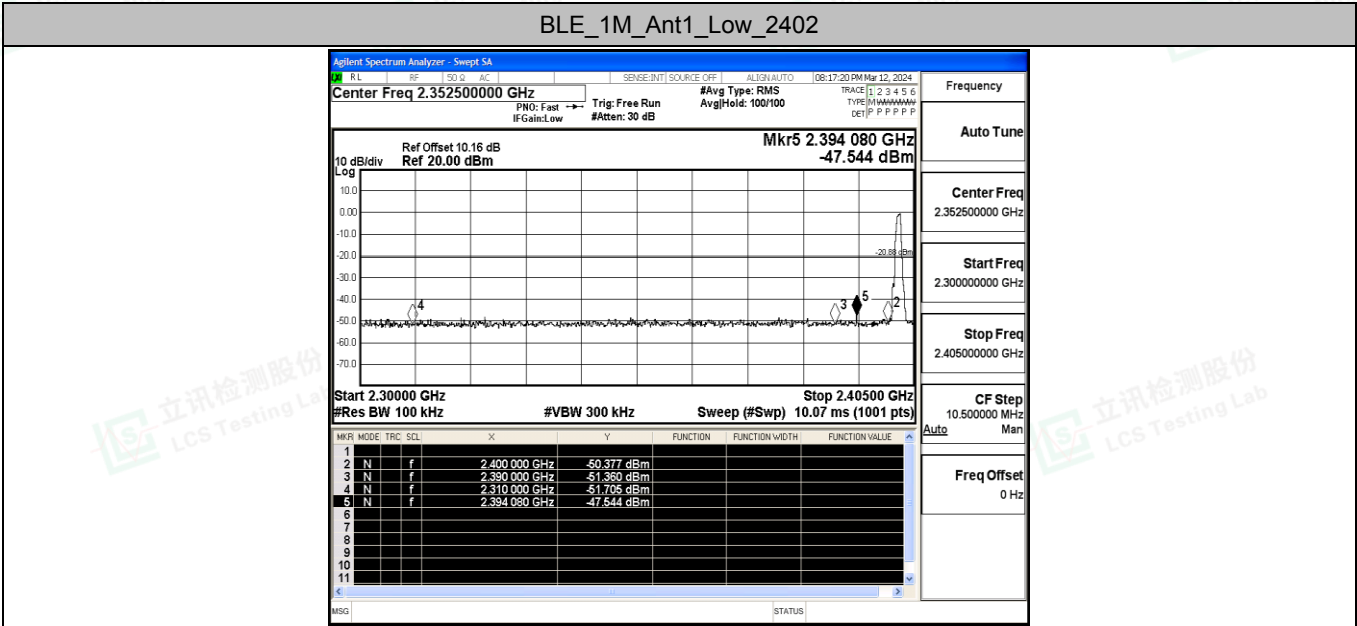 BLE_1M_Ant1_Low_2402
Agilent Spectrum Analyzer - Swept SA
RL RF 50 Ω AC SENSE:INT SOURCE OFF ALIGN AUTO 08:17:20 PM Mar 12, 2024
Center Freq 2.352500000 GHz
PNO: Fast
IFGain:Low
Trig: Free Run
#Atten: 30 dB
#Avg Type: RMS
Avg|Hold: 100/100
TRACE 1 2 3 4 5 6
TYPE M W W W W W
DET P P P P P P
Mkr5 2.394 080 GHz
-47.544 dBm
Ref Offset 10.16 dB
10 dB/div Ref 20.00 dBm
Log
10.0
0.00
-10.0
-20.0
-20.88 dBm
-30.0
-40.0
4
3
5
2
-50.0
-60.0
-70.0
Start 2.30000 GHz Stop 2.40500 GHz
#Res BW 100 kHz #VBW 300 kHz Sweep (#Swp) 10.07 ms (1001 pts)
MKR MODE TRC SCL X Y FUNCTION FUNCTION WIDTH FUNCTION VALUE
1
2 N f 2.400 000 GHz -50.377 dBm
3 N f 2.390 000 GHz -51.360 dBm
4 N f 2.310 000 GHz -51.705 dBm
5 N f 2.394 080 GHz -47.544 dBm
6
7
8
9
10
11
MSG STATUS
Frequency
Auto Tune
Center Freq
2.352500000 GHz
Start Freq
2.300000000 GHz
Stop Freq
2.405000000 GHz
CF Step
10.500000 MHz
Auto Man
Freq Offset
0 Hz
立讯检测股份
LCS Testing Lab
立讯检测股份
LCS Testing Lab